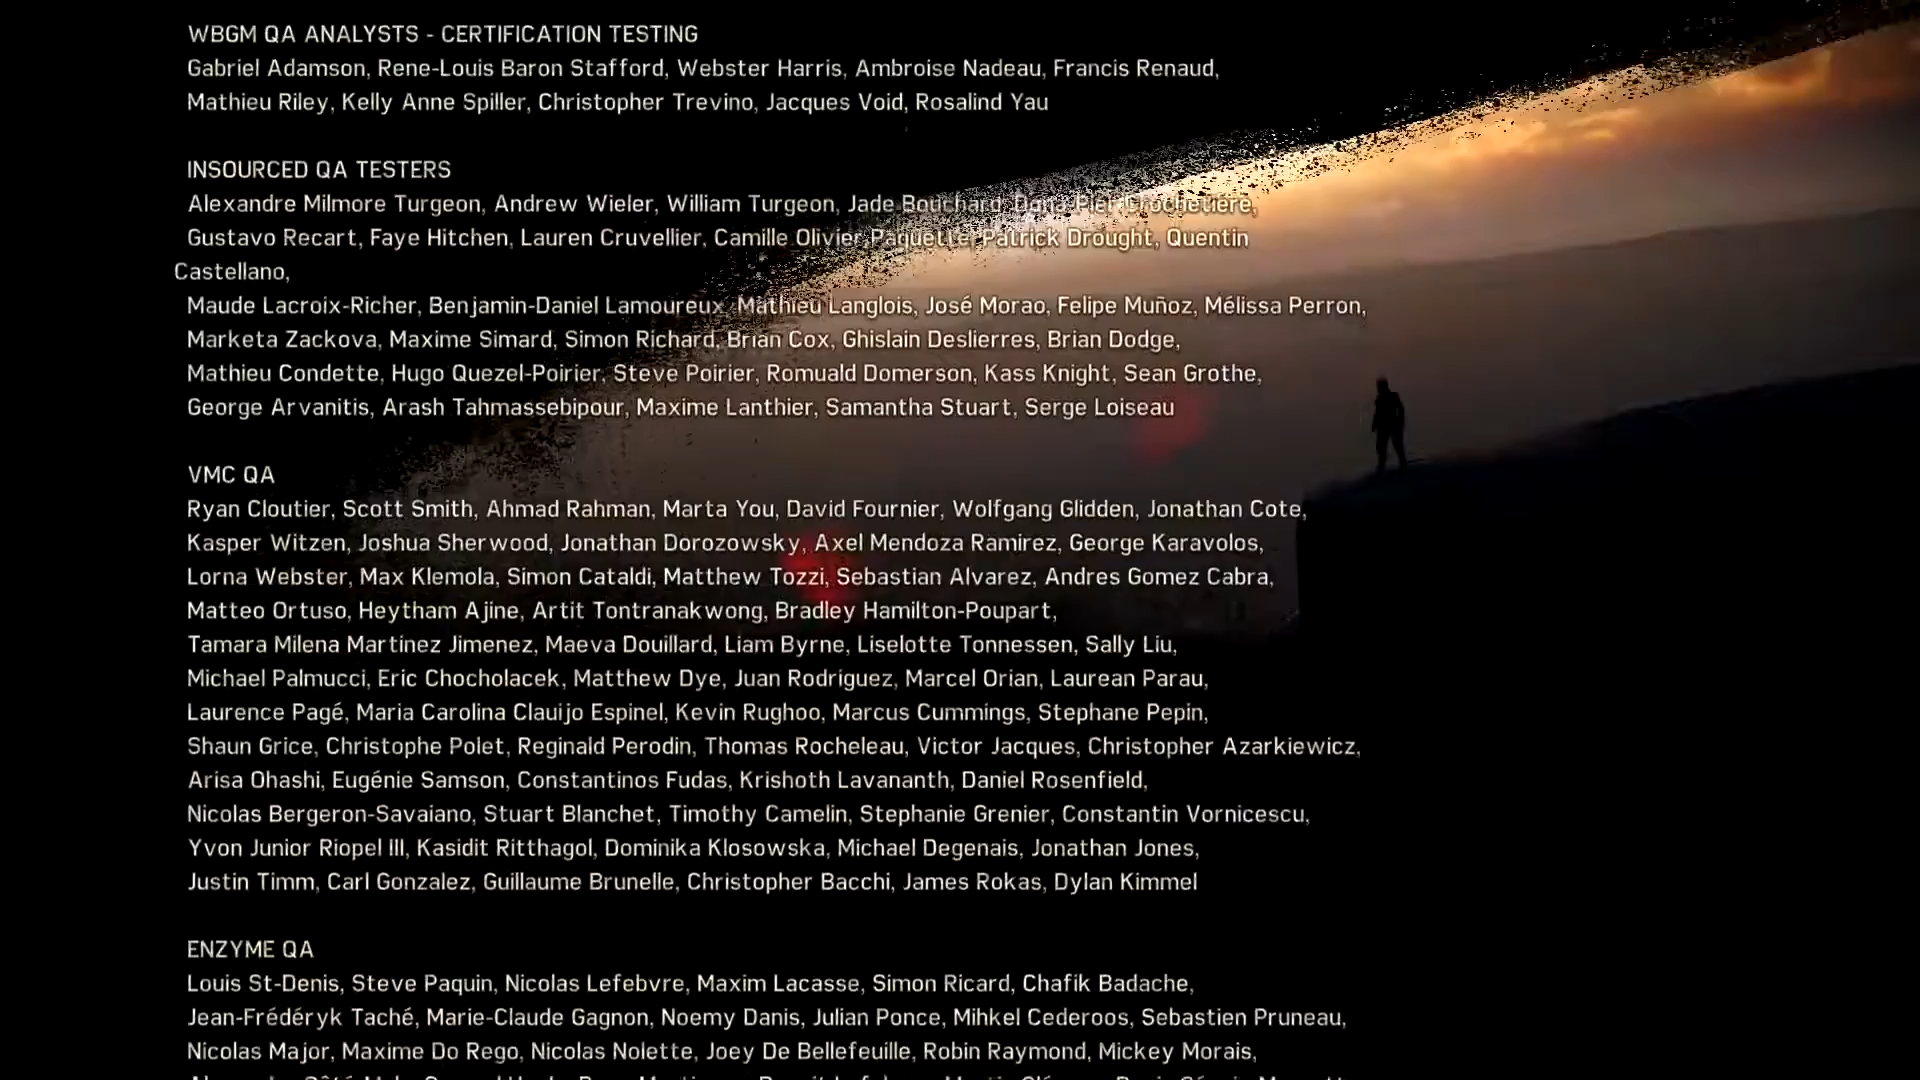 WBGM QA ANALYSTS - CERTIFICATION TESTING
Gabriel Adamson, Rene-Louis Baron Stafford, Webster Harris, Ambroise Nadeau, Francis Renaud,
Mathieu Riley, Kelly Anne Spiller, Christopher Trevino, Jacques Void, Rosalind Yau
INSOURCED QA TESTERS
Alexandre Milmore Turgeon, Andrew Wieler, William Turgeon, Jade Bouchard, Crochetière,
Gustavo Recart, Faye Hitchen, Lauren Cruvellier, Camille Olivier Paquette, Patrick Drought, Quentin
Castellano,
Maude Lacroix-Richer, Benjamin-Daniel Lamoureux, Mathieu Langlois, José Morao, Felipe Muñoz, Mélissa Perron,
Marketa Zackova, Maxime Simard, Simon Richard, Brian Cox, Ghislain Deslierres, Brian Dodge,
Mathieu Condette, Hugo Quezel-Poirier, Steve Poirier, Romuald Domerson, Kass Knight, Sean Grothe,
George Arvanitis, Arash Tahmassebipour, Maxime Lanthier, Samantha Stuart, Serge Loiseau
VMC QA
Ryan Cloutier, Scott Smith, Ahmad Rahman, Marta You, David Fournier, Wolfgang Glidden, Jonathan Cote,
Kasper Witzen, Joshua Sherwood, Jonathan Dorozowsky, Axel Mendoza Ramirez, George Karavolos,
Lorna Webster, Max Klemola, Simon Cataldi, Matthew Tozzi, Sebastian Alvarez, Andres Gomez Cabra,
Matteo Ortuso, Heytham Ajine, Artit Tontranakwong, Bradley Hamilton-Poupart,
Tamara Milena Martinez Jimenez, Maeva Douillard, Liam Byrne, Liselotte Tonnessen, Sally Liu,
Michael Palmucci, Eric Chocholacek, Matthew Dye, Juan Rodríguez, Marcel Orian, Laurean Parau,
Laurence Pagé, Maria Carolina Clauijo Espinel, Kevin Rughoo, Marcus Cummings, Stephane Pepin,
Shaun Grice, Christophe Polet, Reginald Perodin, Thomas Rocheleau, Victor Jacques, Christopher Azarkiewicz,
Arisa Ohashi, Eugénie Samson, Constantinos Fudas, Krishoth Lavananth, Daniel Rosenfield,
Nicolas Bergeron-Savaiano, Stuart Blanchet, Timothy Camelin, Stephanie Grenier, Constantin Vornicescu,
Yvon Junior Riopel III, Kasidit Ritthagol, Dominika Klosowska, Michael Degenais, Jonathan Jones,
Justin Timm, Carl Gonzalez, Guillaume Brunelle, Christopher Bacchi, James Rokas, Dylan Kimmel
ENZYME QA
Louis St-Denis, Steve Paquin, Nicolas Lefebvre, Maxim Lacasse, Simon Ricard, Chafik Badache,
Jean-Frédéryk Taché, Marie-Claude Gagnon, Noemy Danis, Julian Ponce, Mihkel Cederoos, Sebastien Pruneau,
Nicolas Major, Maxime Do Rego, Nicolas Nolette, Joey De Bellefeuille, Robin Raymond, Mickey Morais,